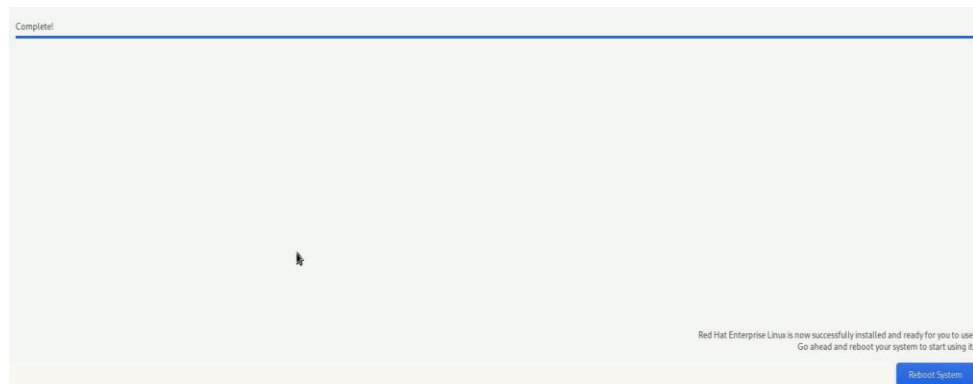 Complete!
Red Hat Enterprise Linux is now successfully installed and ready for you to use
Go ahead and reboot your system to start using it
Reboot System